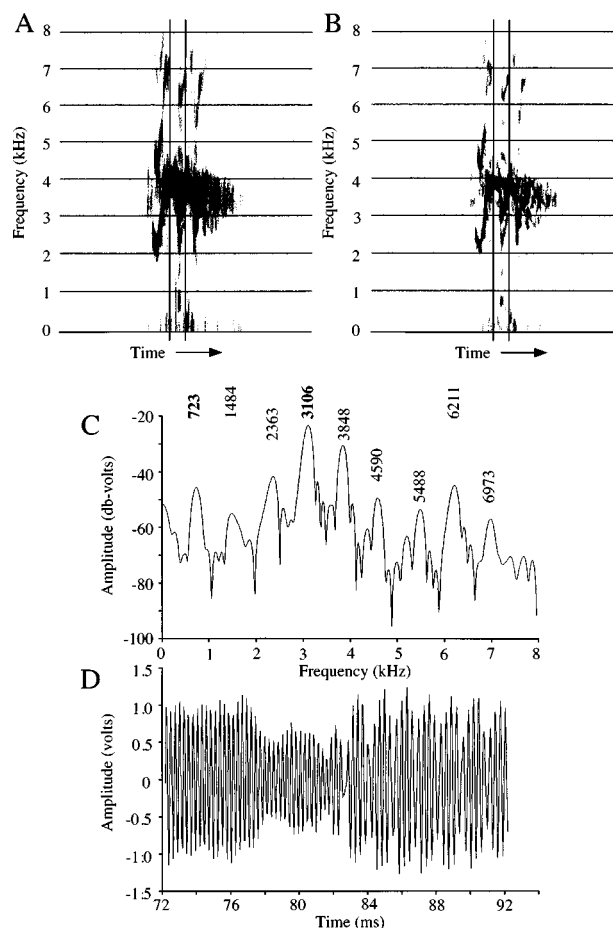 A
B
8
7
6
5
4
3
2
1
0
Frequency (kHz)
Time
8
7
6
5
4
3
2
1
0
Frequency (kHz)
Time
C
723
1484
2363
3106
3848
4590
5488
6211
6973
-20
-40
-60
-80
-100
Amplitude (db-volts)
0 1 2 3 4 5 6 7 8
Frequency (kHz)
D
1.5
1.0
0.5
0
-0.5
-1:0
-1:5
Amplitude (volts)
72 76 80 84 88 92
Time (ms)